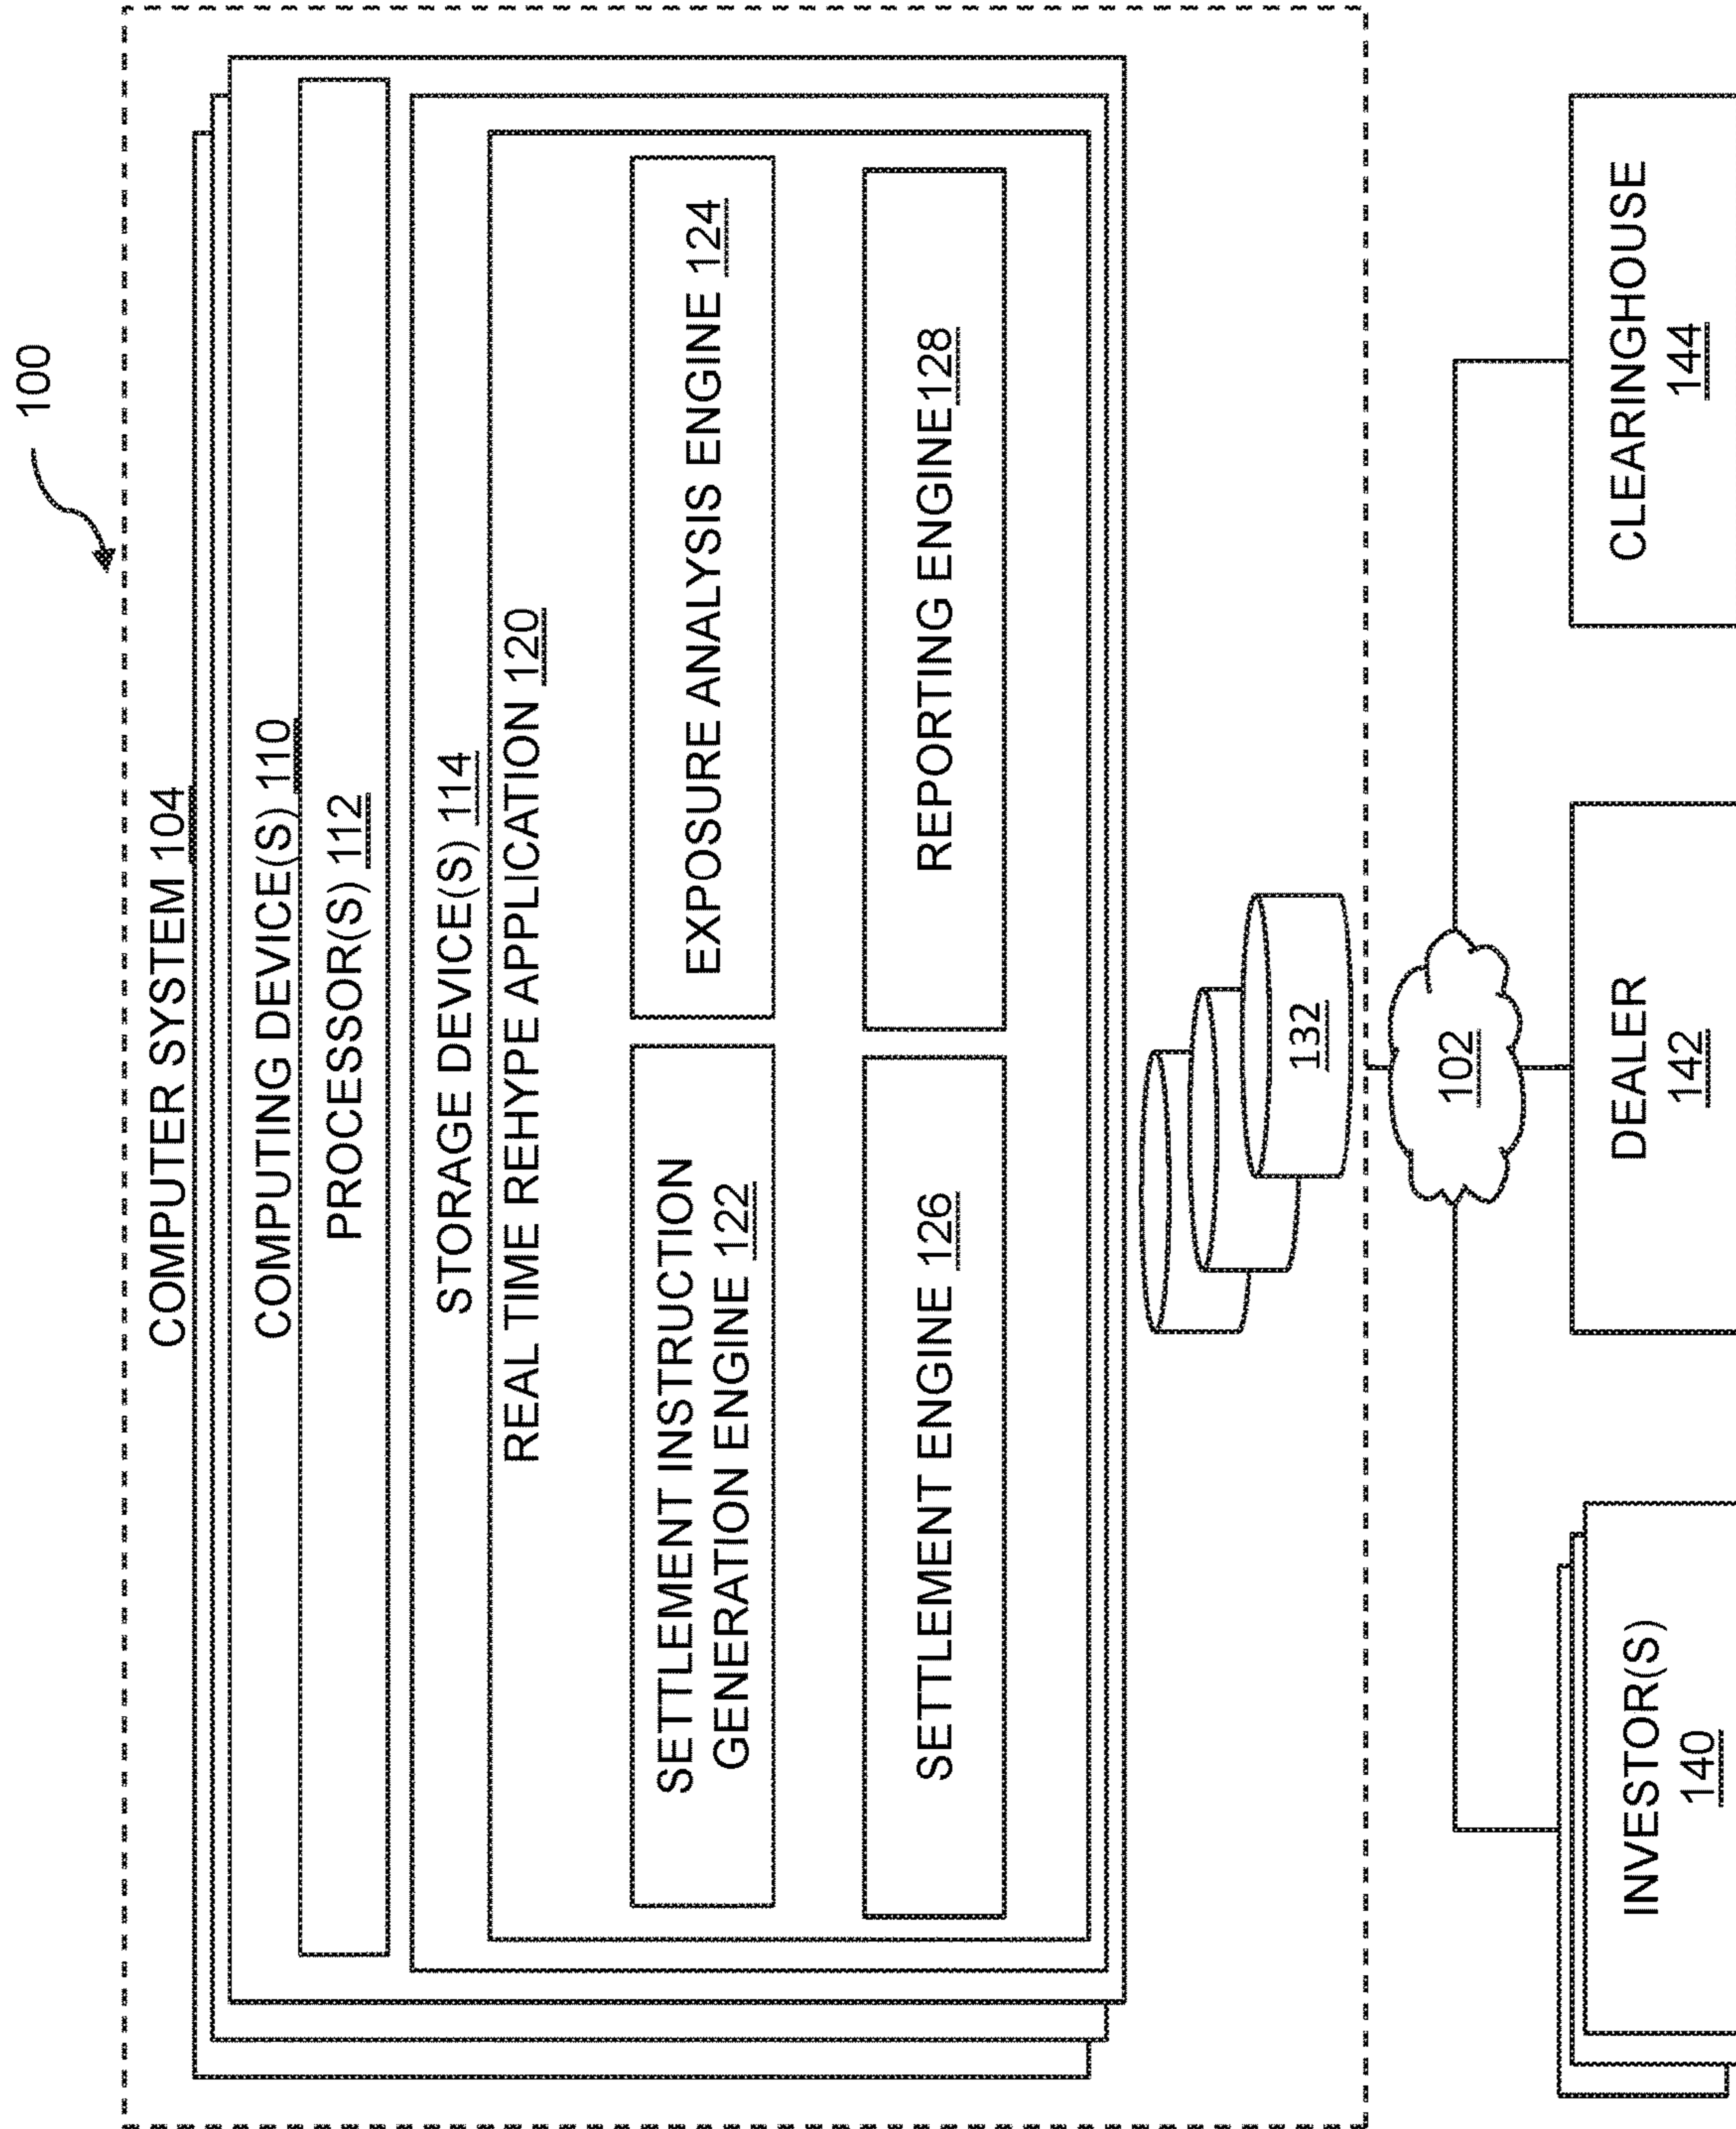 100
COMPUTER SYSTEM 104
COMPUTING DEVICE(S) 110
PROCESSOR(S) 112
STORAGE DEVICE(S) 114
REAL TIME REHYPE APPLICATION 120
SETTLEMENT INSTRUCTION
GENERATION ENGINE 122
EXPOSURE ANALYSIS ENGINE 124
SETTLEMENT ENGINE 126
REPORTING ENGINE128
132
102
INVESTOR(S)
140
DEALER
142
CLEARINGHOUSE
144